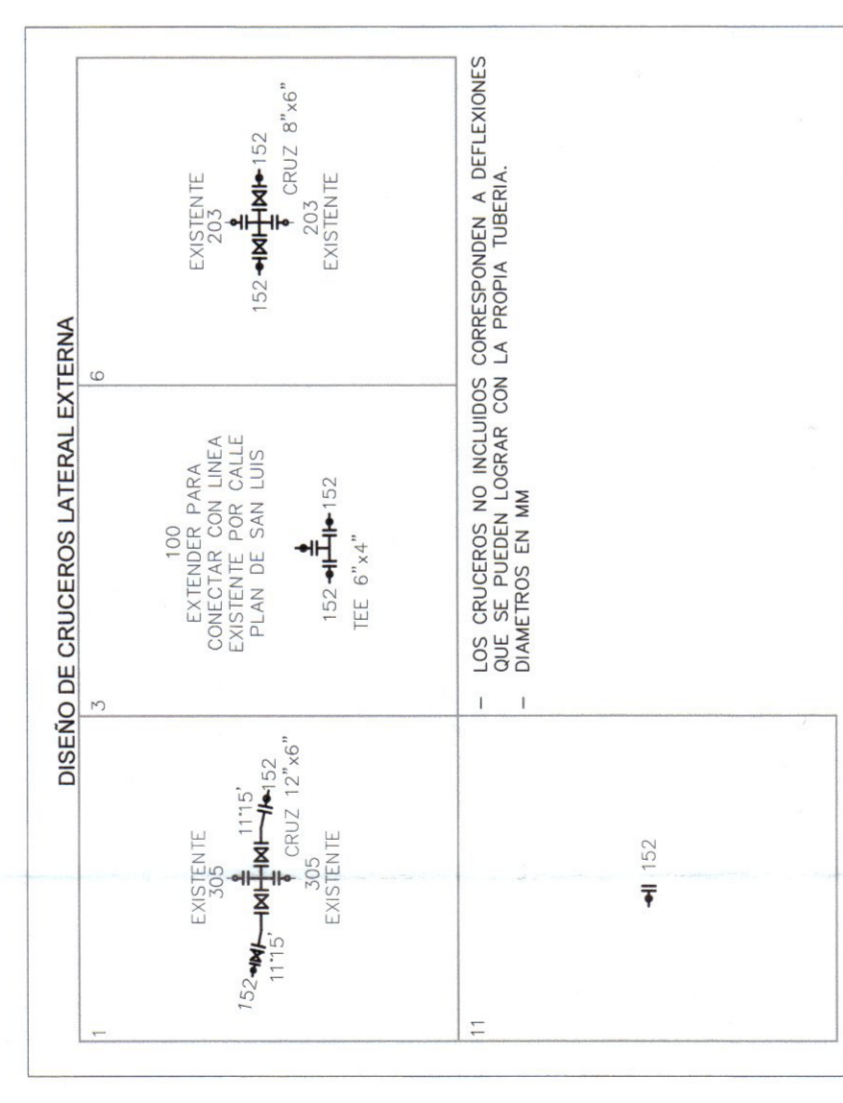 DISEÑO DE CRUCEROS LATERAL EXTERNA
1
EXISTENTE
305
152
11°15'
11°15'
152
CRUZ 12"x6"
305
EXISTENTE
3
100
EXTENDER PARA
CONECTAR CON LINEA
EXISTENTE POR CALLE
PLAN DE SAN LUIS
152
152
TEE 6"x4"
6
EXISTENTE
203
152
152
CRUZ 8"x6"
203
EXISTENTE
11
152
- LOS CRUCEROS NO INCLUIDOS CORRESPONDEN A DEFLEXIONES
QUE SE PUEDEN LOGRAR CON LA PROPIA TUBERIA.
- DIAMETROS EN MM